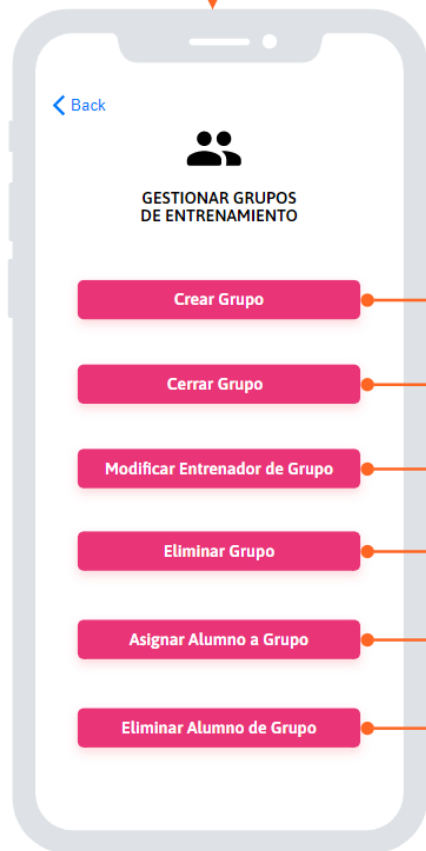 Back
GESTIONAR GRUPOS
DE ENTRENAMIENTO
Crear Grupo
Cerrar Grupo
Modificar Entrenador de Grupo
Eliminar Grupo
Asignar Alumno a Grupo
Eliminar Alumno de Grupo